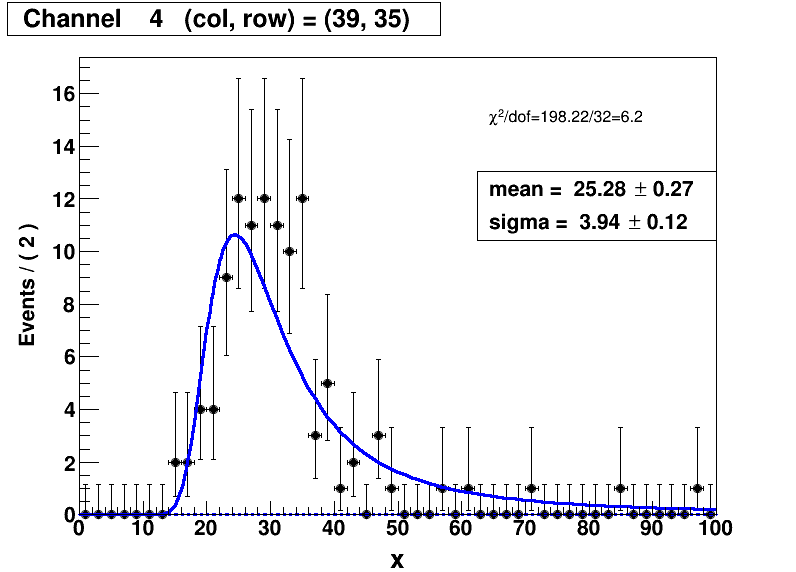 Channel 4 (col, row) = (39, 35)
χ²/dof=198.22/32=6.2
mean = 25.28 ± 0.27
sigma = 3.94 ± 0.12
Events / ( 2 )
16
14
12
10
8
6
4
2
0
0 10 20 30 40 50 60 70 80 90 100
x